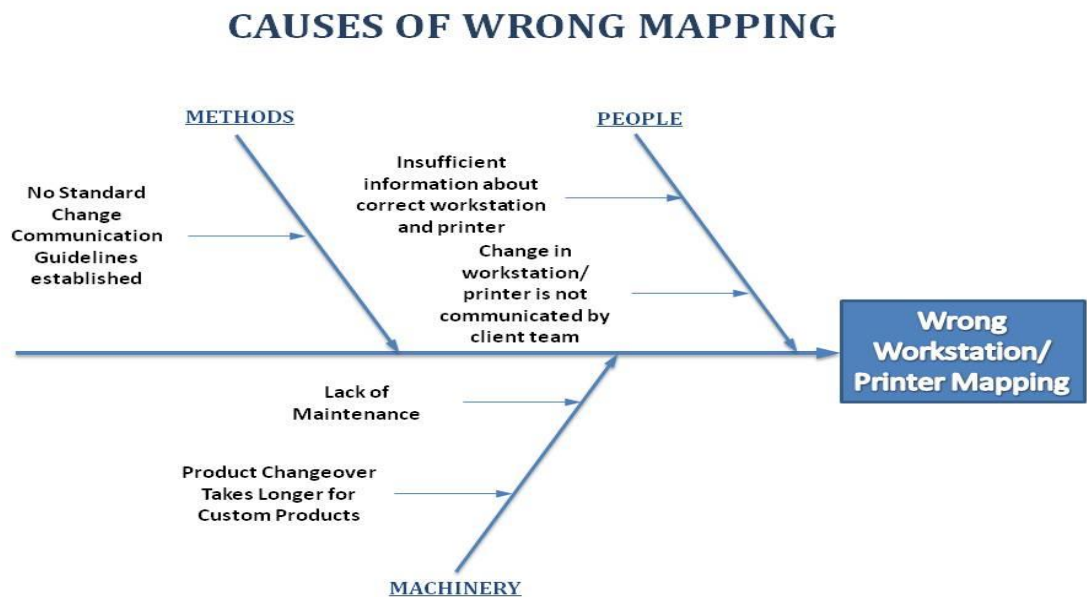 CAUSES OF WRONG MAPPING
METHODS
PEOPLE
No Standard
Change
Communication
Guidelines
established
Insufficient
information about
correct workstation
and printer
Change in
workstation/
printer is not
communicated by
client team
Wrong
Workstation/
Printer Mapping
Lack of
Maintenance
Product Changeover
Takes Longer for
Custom Products
MACHINERY